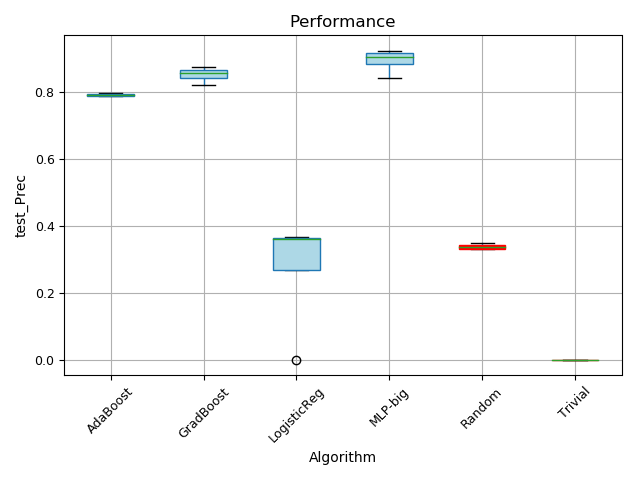 Performance
test_Prec
0.8
0.6
0.4
0.2
0.0
AdaBoost
GradBoost
LogisticReg
MLP-big
Random
Trivial
Algorithm